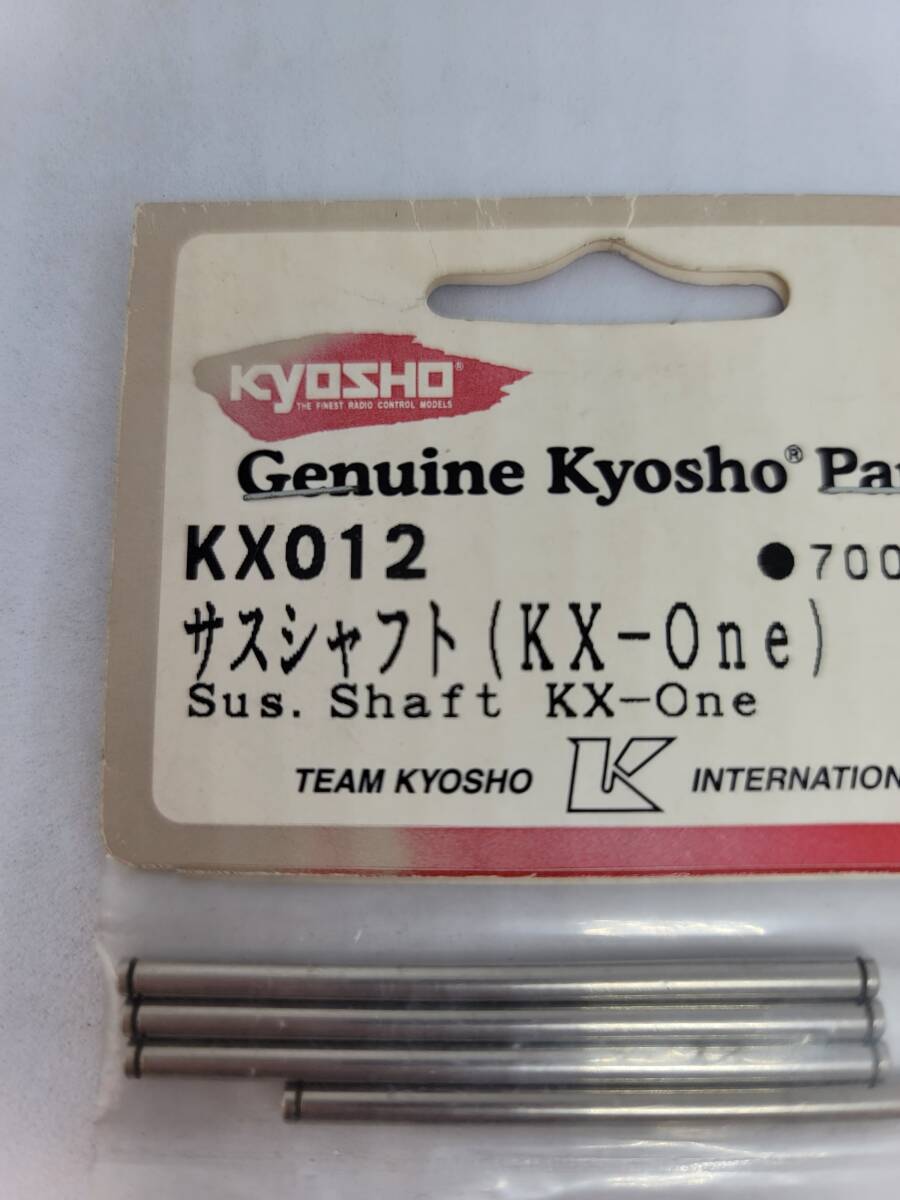 KYOSHO®
THE FINEST RADIO CONTROL MODELS
Genuine Kyosho® Pa
KX012 ●700
サスシャフト(KX-One)
Sus. Shaft KX-One
TEAM KYOSHO K INTERNATION